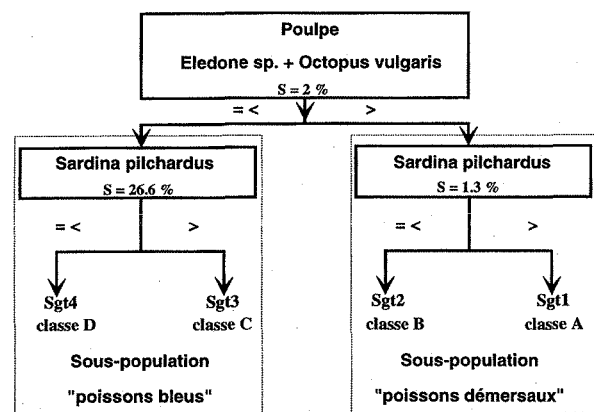 Poulpe
Eledone sp. + Octopus vulgaris
S = 2 %
= < >
Sardina pilchardus
S = 26.6 %
= < >
Sgt4 Sgt3
classe D classe C
Sous-population
"poissons bleus"
Sardina pilchardus
S = 1.3 %
= < >
Sgt2 Sgt1
classe B classe A
Sous-population
"poissons démersaux"